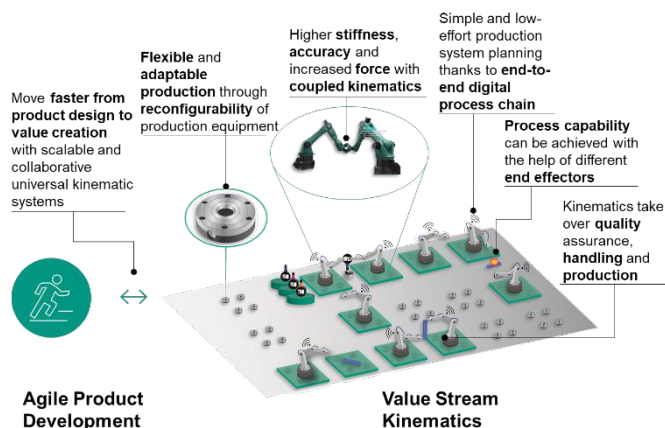 Move faster from
product design to
value creation
with scalable and
collaborative
universal kinematic
systems
Flexible and
adaptable
production through
reconfigurability of
production equipment
Higher stiffness,
accuracy and
increased force with
coupled kinematics
Simple and low-
effort production
system planning
thanks to end-to-
end digital
process chain
Process capability
can be achieved with
the help of different
end effectors
Kinematics take
over quality
assurance,
handling and
production
Agile Product
Development
Value Stream
Kinematics